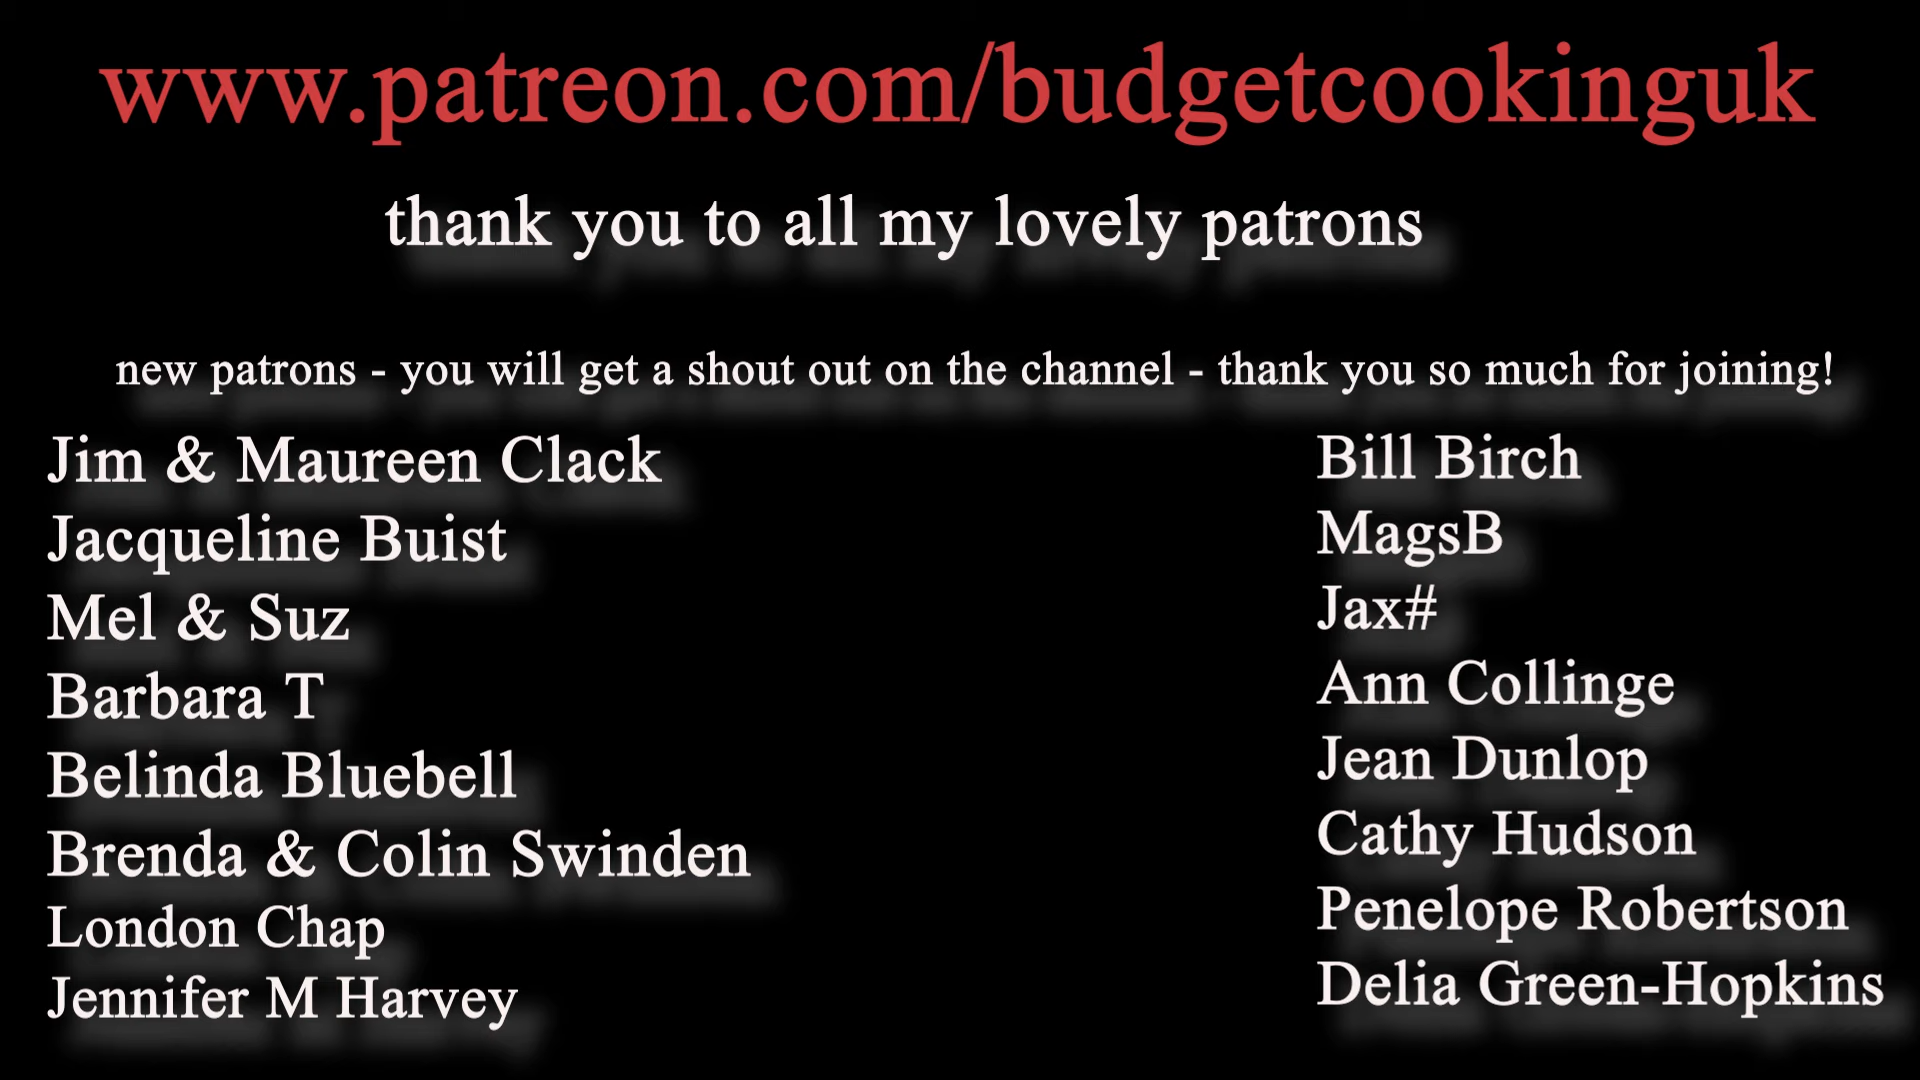 www.patreon.com/budgetcookinguk
thank you to all my lovely patrons
new patrons - you will get a shout out on the channel - thank you so much for joining!
Jim & Maureen Clack
Jacqueline Buist
Mel & Suz
Barbara T
Belinda Bluebell
Brenda & Colin Swinden
London Chap
Jennifer M Harvey
Bill Birch
MagsB
Jax#
Ann Collinge
Jean Dunlop
Cathy Hudson
Penelope Robertson
Delia Green-Hopkins